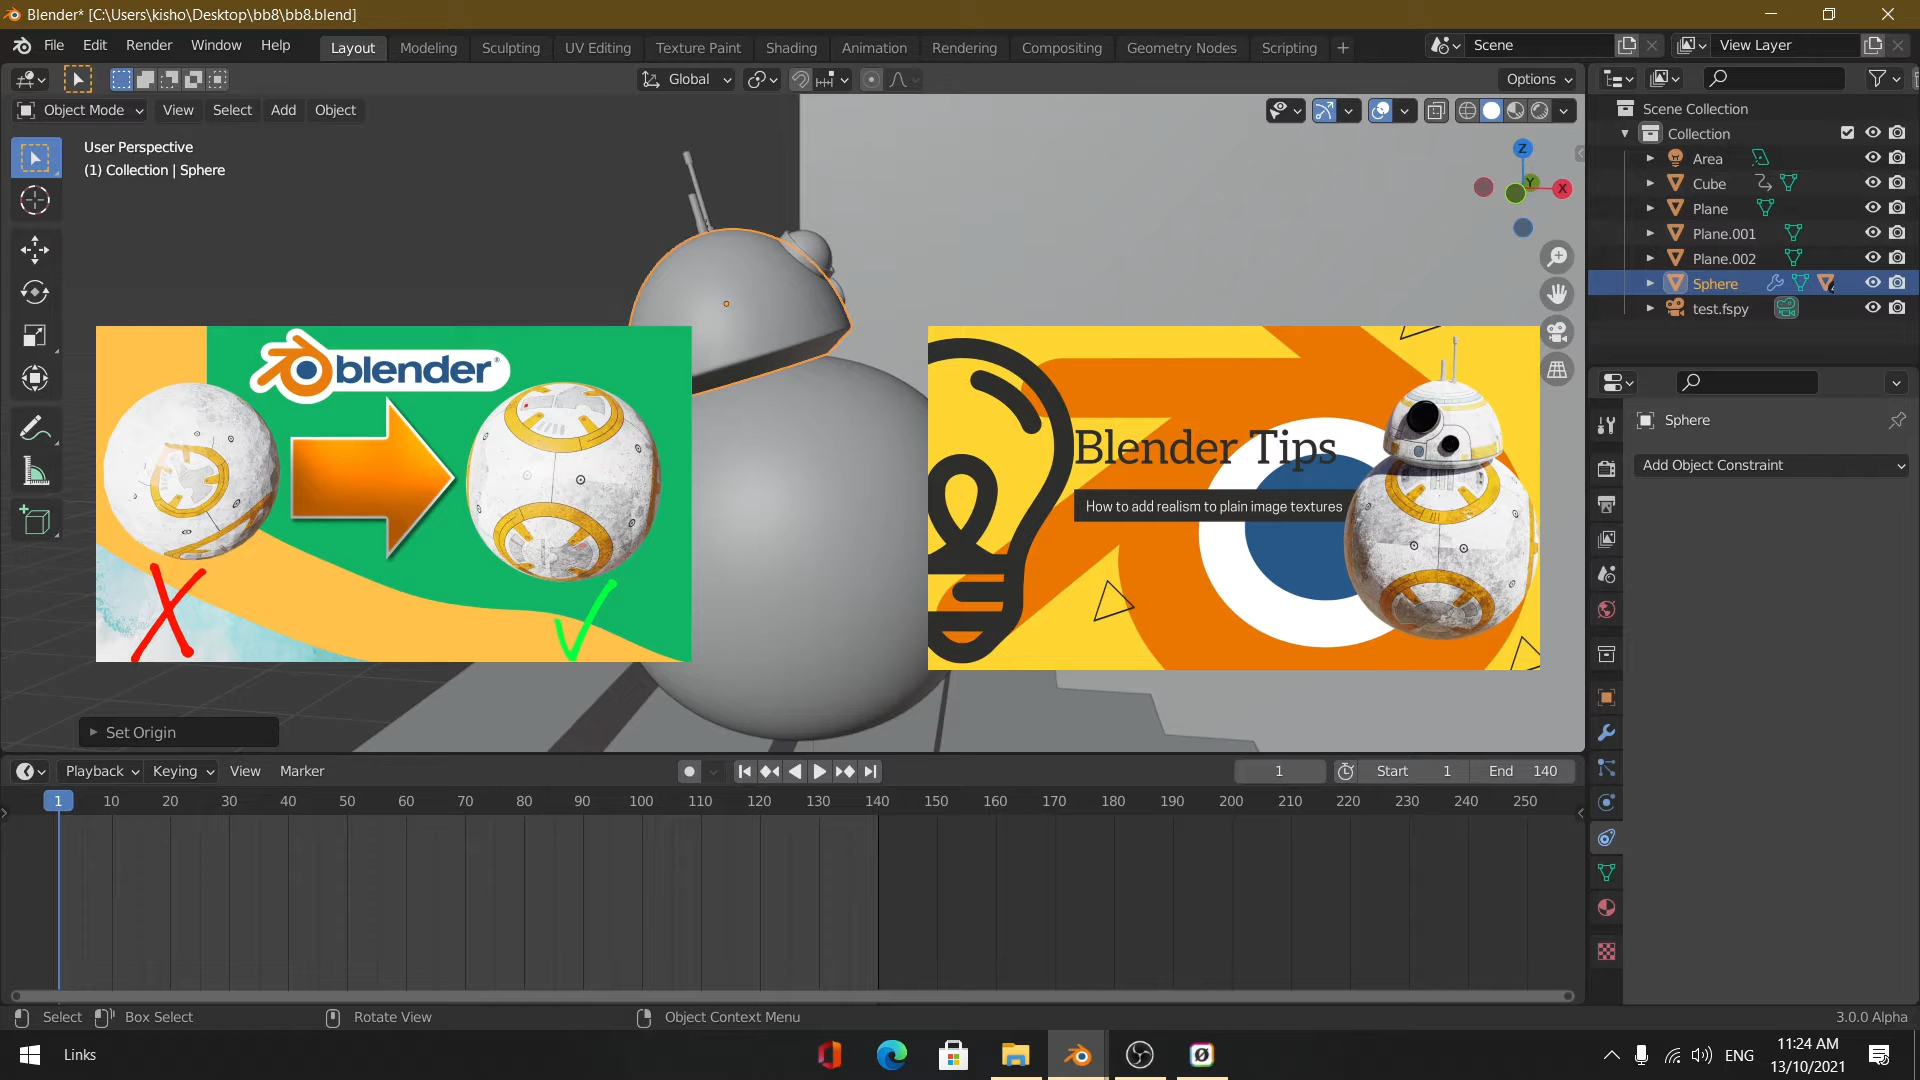 Blender* [C:\Users\kisho\Desktop\bb8\bb8.blend]
File Edit Render Window Help
Layout Modeling Sculpting UV Editing Texture Paint Shading Animation Rendering Compositing Geometry Nodes Scripting +
Scene
View Layer
Global
Options
Object Mode View Select Add Object
User Perspective
(1) Collection | Sphere
Z
Y
X
Scene Collection
Collection
Area
Cube
Plane
Plane.001
Plane.002
Sphere
test.fspy
Sphere
Add Object Constraint
blender
Blender Tips
How to add realism to plain image textures
Set Origin
Playback Keying View Marker
1
Start 1
End 140
1 10 20 30 40 50 60 70 80 90 100 110 120 130 140 150 160 170 180 190 200 210 220 230 240 250
Select Box Select Rotate View Object Context Menu
3.0.0 Alpha
Links
ENG
11:24 AM
13/10/2021